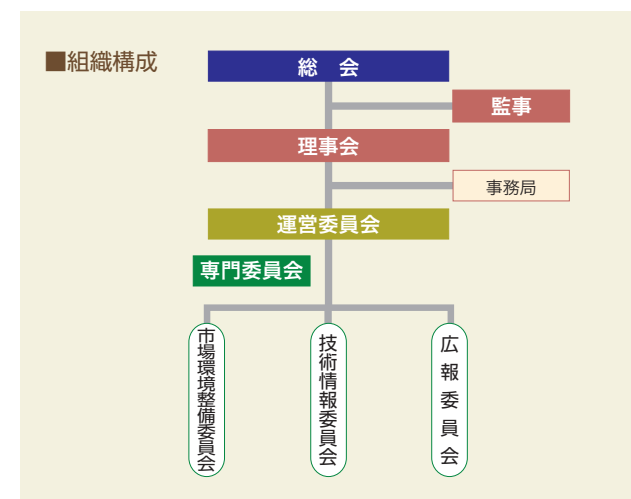 ■組織構成
総会
監事
理事会
事務局
運営委員会
専門委員会
市場環境整備委員会
技術情報委員会
広報委員会